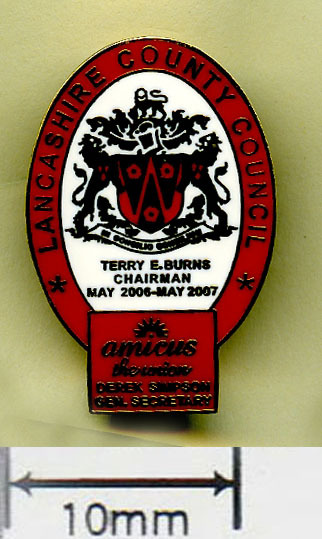 LANCASHIRE COUNTY COUNCIL
IN CONSILIO CONSILIUM
TERRY E.BURNS
CHAIRMAN
MAY 2006-MAY 2007
amicus
the union
DEREK SIMPSON
GEN. SECRETARY
10mm